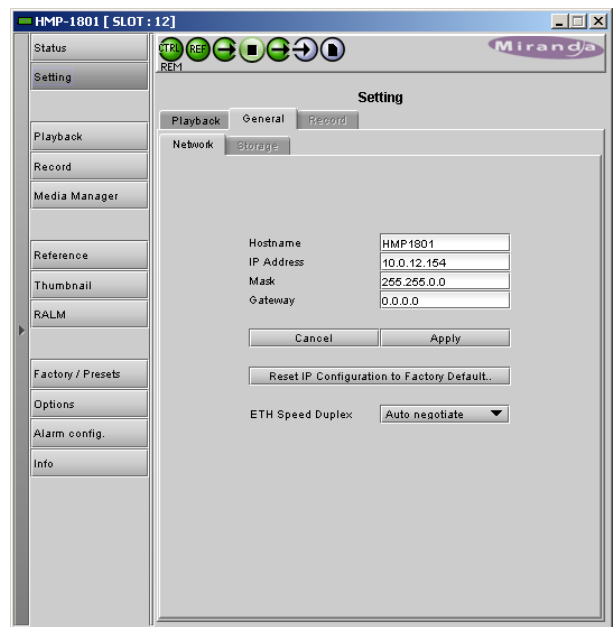 HMP-1801 [ SLOT : 12]
Status
Setting
Playback
Record
Media Manager
Reference
Thumbnail
RALM
Factory / Presets
Options
Alarm config.
Info
CTRL REF
REM
Miranda
Setting
Playback General Record
Network Storage
Hostname HMP1801
IP Address 10.0.12.154
Mask 255.255.0.0
Gateway 0.0.0.0
Cancel Apply
Reset IP Configuration to Factory Default..
ETH Speed Duplex Auto negotiate